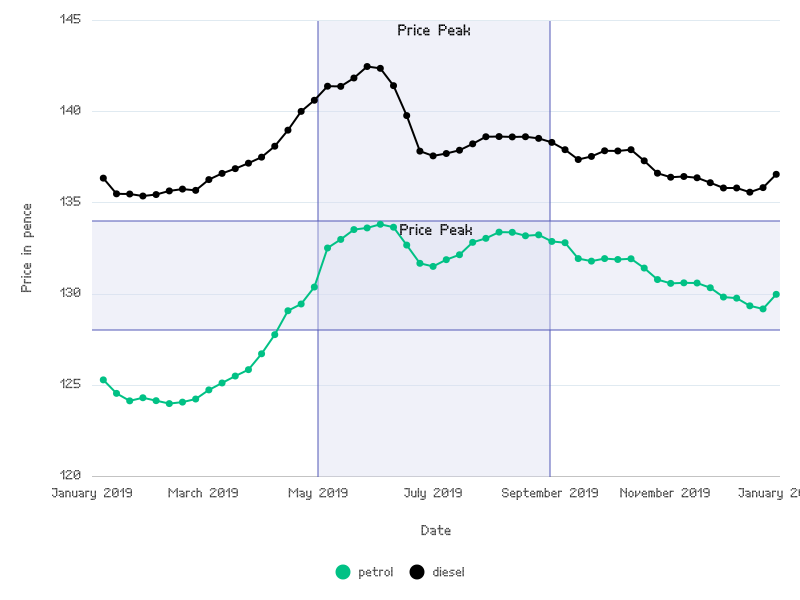 145
140
135
130
125
120
Price in pence
Price Peak
Price Peak
January 2019
March 2019
May 2019
July 2019
September 2019
November 2019
January 20
Date
petrol
diesel